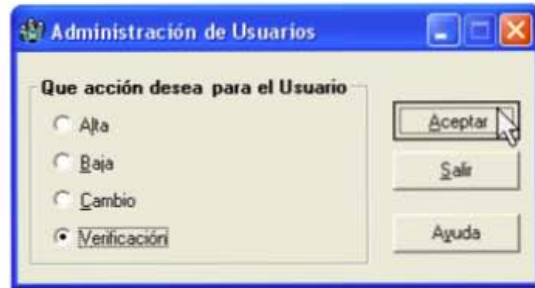 Administración de Usuarios
Que acción desea para el Usuario
Alta
Baja
Cambio
Verificación
Aceptar
Salir
Ayuda